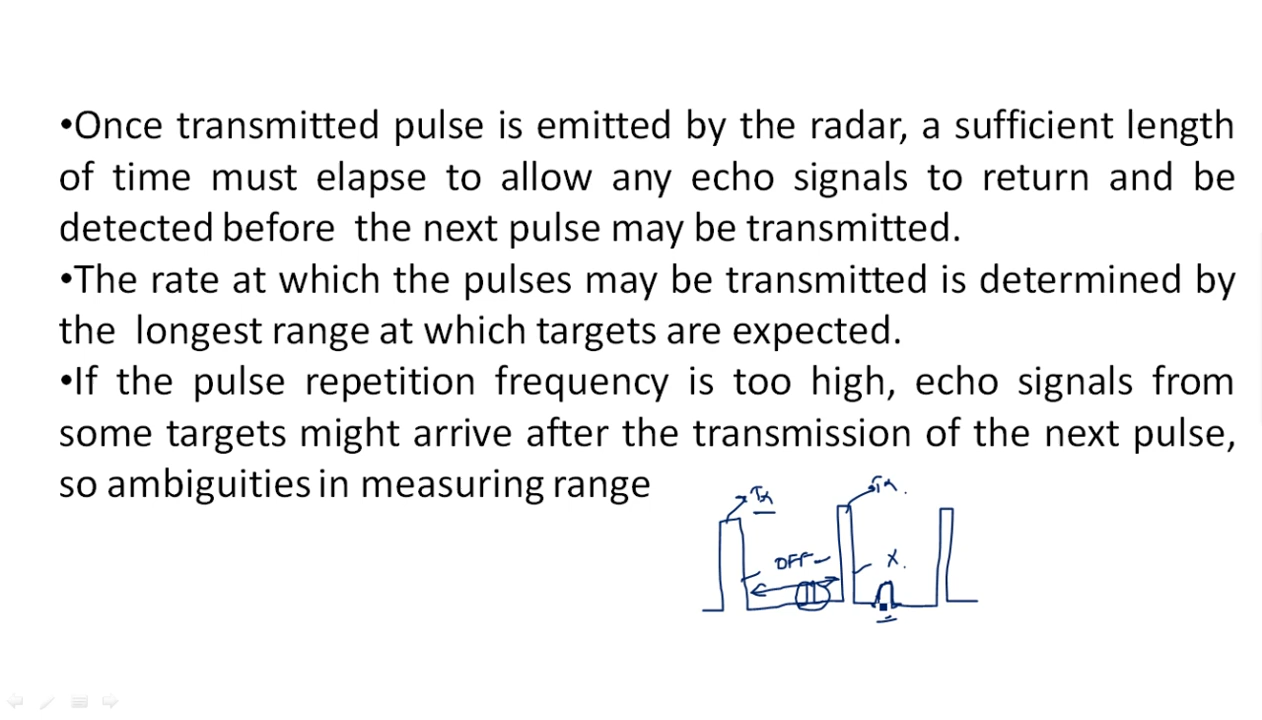 •Once transmitted pulse is emitted by the radar, a sufficient length
of time must elapse to allow any echo signals to return and be
detected before the next pulse may be transmitted.
•The rate at which the pulses may be transmitted is determined by
the longest range at which targets are expected.
•If the pulse repetition frequency is too high, echo signals from
some targets might arrive after the transmission of the next pulse,
so ambiguities in measuring range
Tx
Tx.
OFF
X.